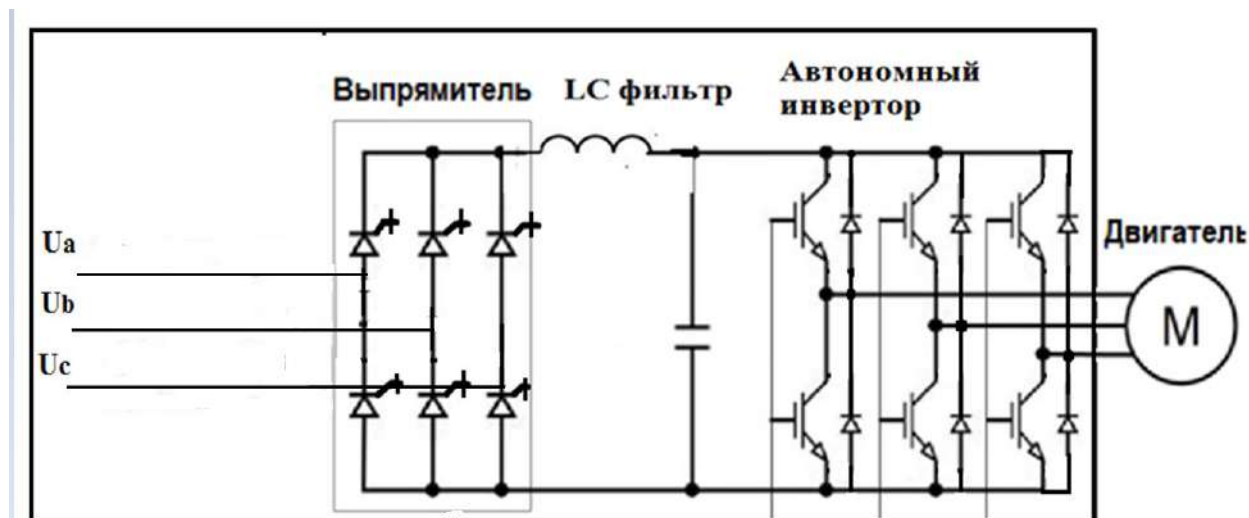 Выпрямитель
LC фильтр
Автономный
инвертор
Ua
Ub
Uc
Двигатель
M